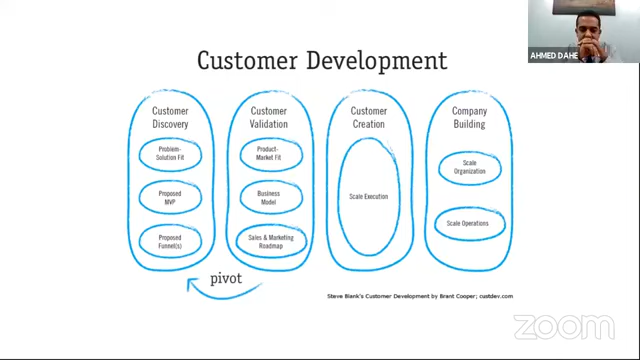 AHMED DAHE
Customer Development
Customer
Discovery
Problem-
Solution Fit
Proposed
MVP
Proposed
Funnel(s)
Customer
Validation
Product-
Market Fit
Business
Model
Sales & Marketing
Roadmap
Customer
Creation
Scale Execution
Company
Building
Scale
Organization
Scale Operations
pivot
Steve Blank's Customer Development by Brant Cooper; custdev.com
zoom